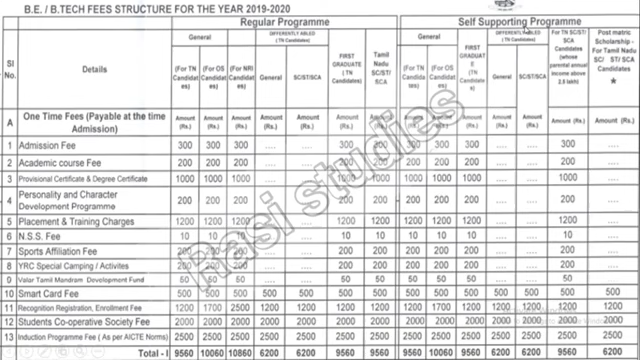 B.E. / B.TECH FEES STRUCTURE FOR THE YEAR 2019-2020
Regular Programme Self Supporting Programme
Sl No. Details General DIFFERENTLY ABLED (TN Candidates) FIRST GRADUATE (TN Candidates) Tamil Nadu SC/ST/SCA General FIRST GRADUATE (TN Candidates) DIFFERENTLY ABLED (TN Candidates) For TN SC/ST/SCA Candidates (whose parental annual income above 2.5 lakh) Post matric Scholarship - For Tamil Nadu SC/ ST/ SCA Candidates ★
(For TN Candidates) (For OS Candidates) (For NRI Candidates) General SC/ST/SCA (For TN Candidates) (For OS Candidates) General SC/ST/SCA
A One Time Fees (Payable at the time Admission) Amount (Rs.) Amount (Rs.) Amount (Rs.) Amount (Rs.) Amount (Rs.) Amount (Rs.) Amount (Rs.) Amount (Rs.) Amount (Rs.) Amount (Rs.) Amount (Rs.) Amount (Rs.) Amount (Rs.) Amount (Rs.)
1 Admission Fee 300 300 300 .... .... 300 300 300 300 300 .... .... 300 ....
2 Academic course Fee 200 200 200 .... .... 200 200 200 200 200 .... .... 200 ....
3 Provisional Certificate & Degree Certificate 1000 1000 1000 .... .... 1000 1000 1000 1000 1000 .... .... 1000 ....
4 Personality and Character Development Programme 200 200 200 .... .... 200 200 200 200 200 .... .... 200 ....
5 Placement & Training Charges 1200 1200 1200 .... .... 1200 1200 1200 1200 1200 .... .... 1200 ....
6 N.S.S. Fee 10 10 10 .... .... 10 10 10 10 10 .... .... 10 ....
7 Sports Affiliation Fee 200 200 200 .... .... 200 200 200 200 200 .... .... 200 ....
8 YRC Special Camping / Activites 200 200 200 .... .... 200 200 200 200 200 .... .... 200 ....
9 Valar Tamil Mandram Development Fund 50 50 50 .... .... 50 50 50 50 50 .... .... 50 ....
10 Smart Card Fee 500 500 500 500 500 500 500 500 500 500 500 500 500 500
11 Recognition Registration, Enrollment Fee 1200 1700 2500 1200 1200 1200 1200 1200 1700 1200 1200 1200 1200 1200
12 Students Co-operative Society Fee 2000 2000 2000 2000 2000 2000 2000 2000 2000 2000 2000 2000 2000 2000
13 Induction Programme Fee ( As per AICTE Norms) 2500 2500 2500 2500 2500 2500 2500 2500 2500 2500 2500 2500 2500 2500
Total - I 9560 10060 10860 6200 6200 9560 9560 9560 10060 9560 6200 6200 9560 6200
Rasi studies